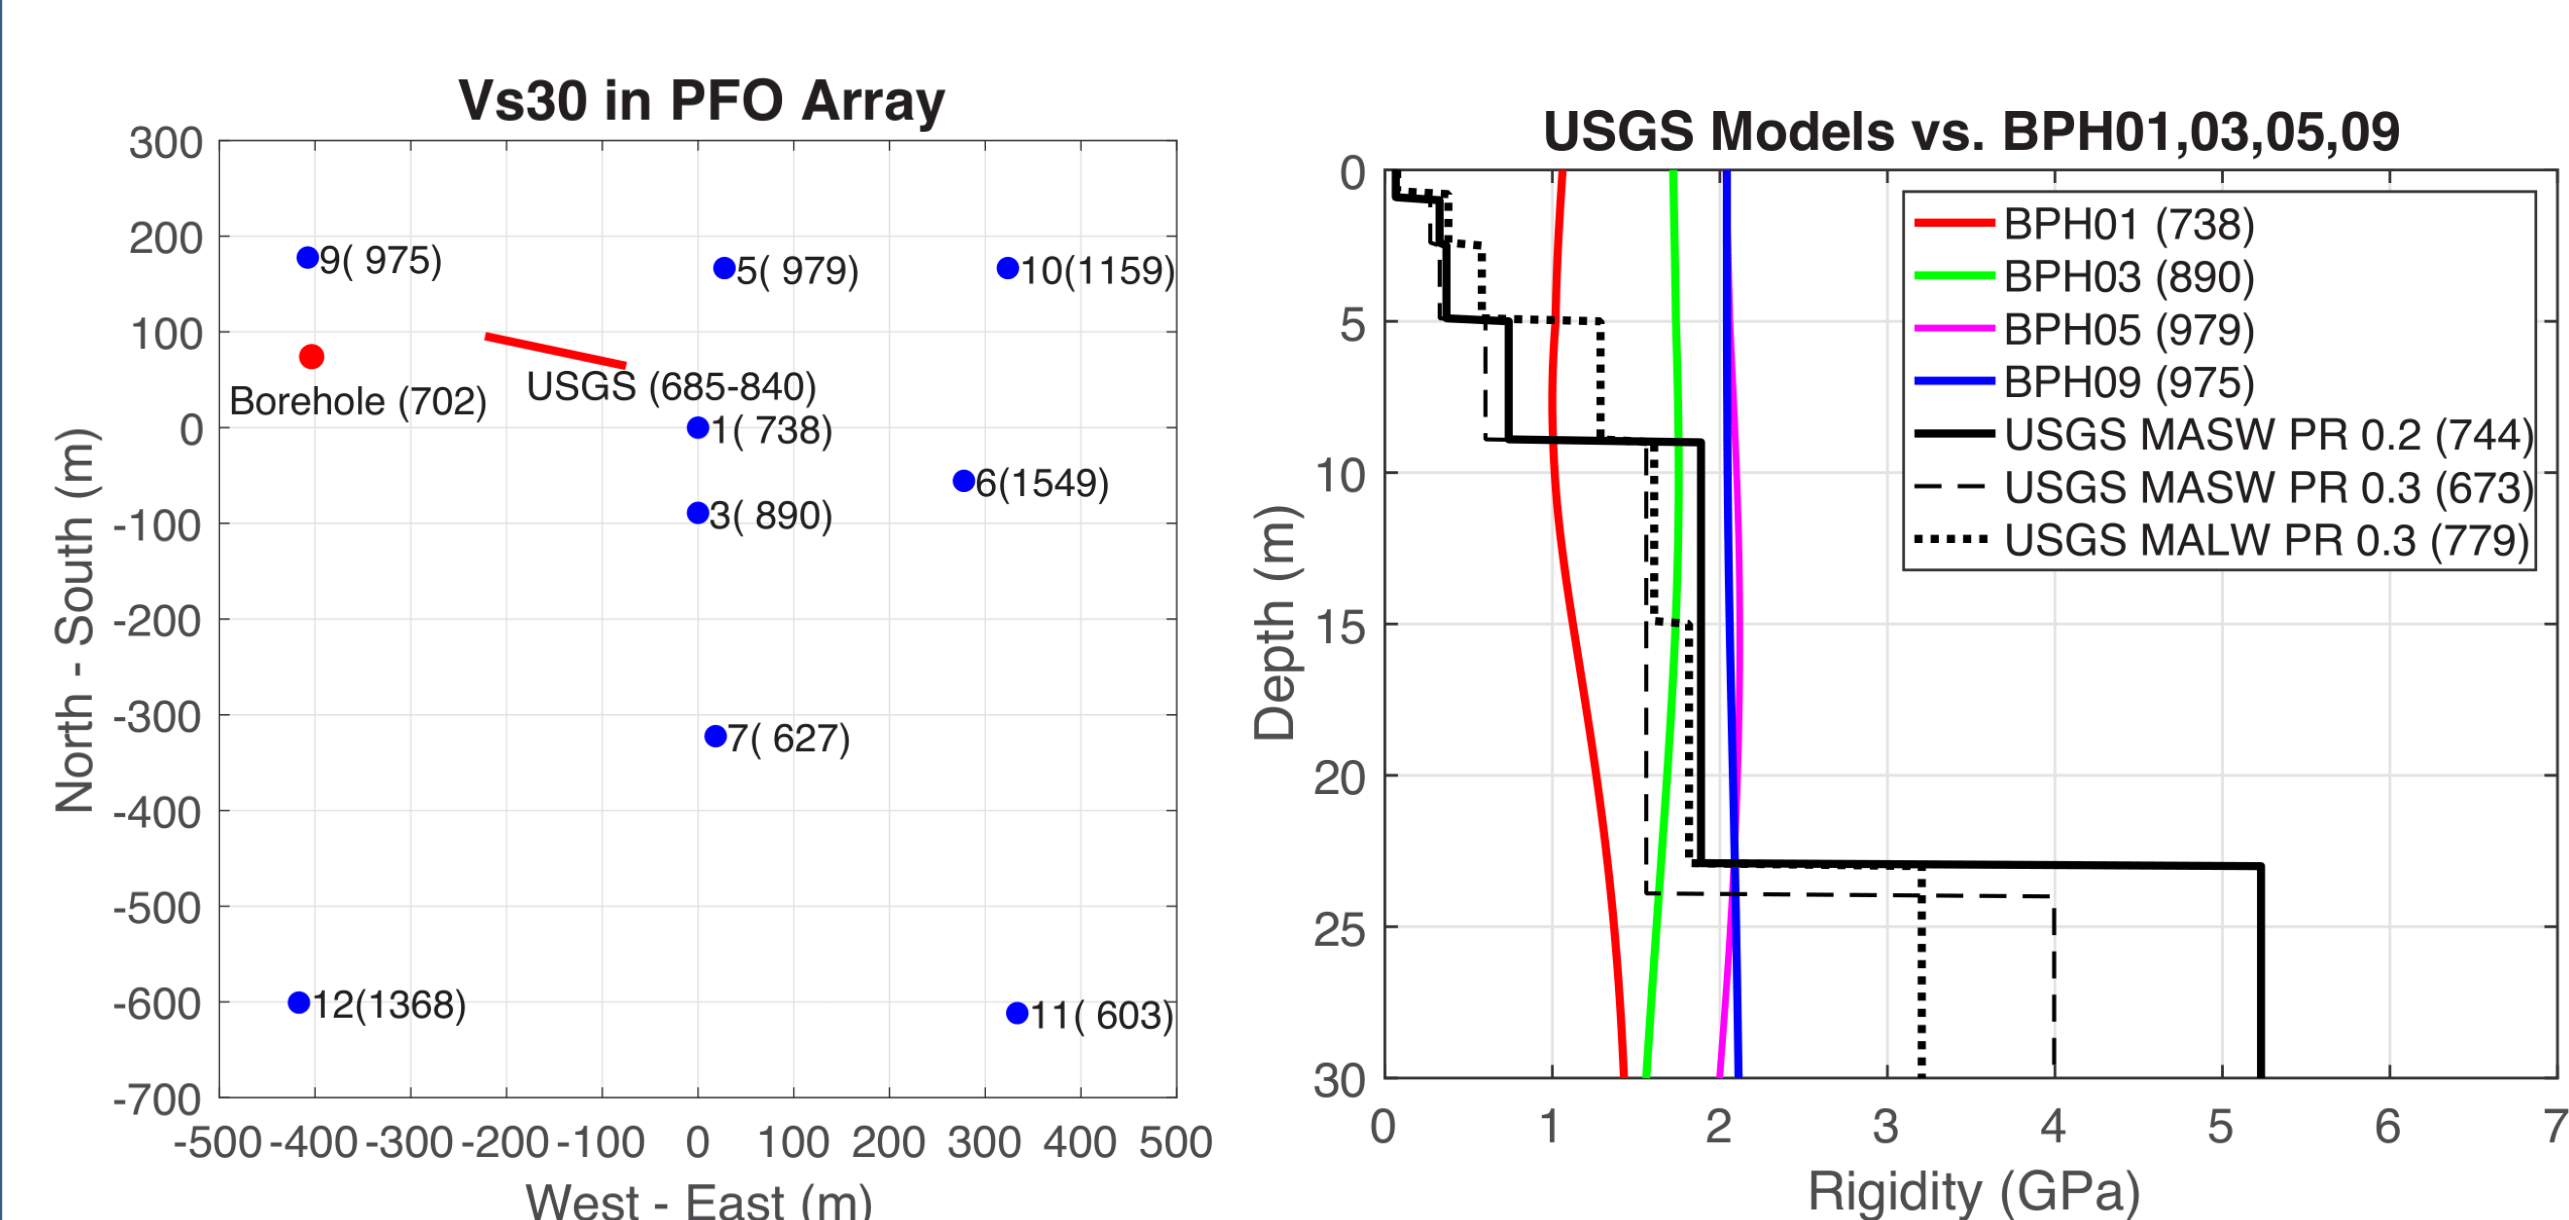 Vs30 in PFO Array
300
200
100
0
-100
-200
-300
-400
-500
-600
-700
North - South (m)
9( 975)
5( 979)
10(1159)
Borehole (702)
USGS (685-840)
1( 738)
6(1549)
3( 890)
7( 627)
12(1368)
11( 603)
-500 -400 -300 -200 -100 0 100 200 300 400 500
West - East (m)
USGS Models vs. BPH01,03,05,09
0
5
10
15
20
25
30
Depth (m)
BPH01 (738)
BPH03 (890)
BPH05 (979)
BPH09 (975)
USGS MASW PR 0.2 (744)
USGS MASW PR 0.3 (673)
USGS MALW PR 0.3 (779)
0 1 2 3 4 5 6 7
Rigidity (GPa)